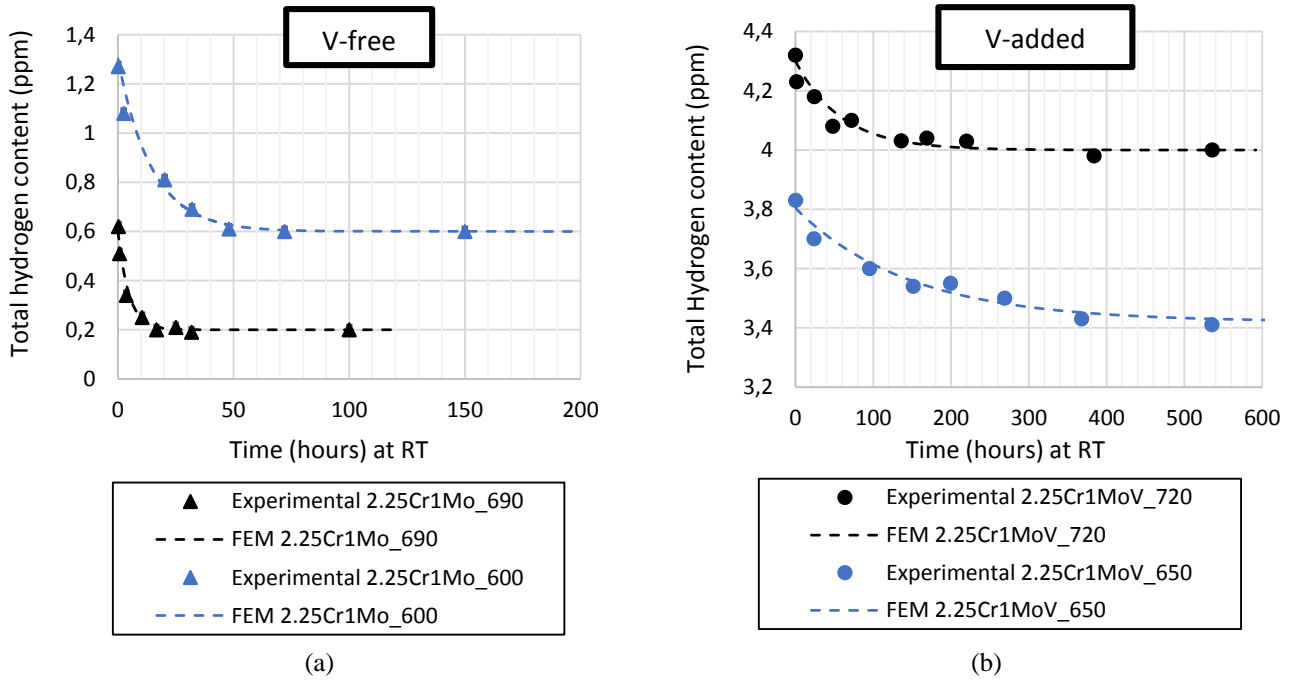 V-free
Total hydrogen content (ppm)
1,4
1,2
1
0,8
0,6
0,4
0,2
0
0 50 100 150 200
Time (hours) at RT
Experimental 2.25Cr1Mo_690
FEM 2.25Cr1Mo_690
Experimental 2.25Cr1Mo_600
FEM 2.25Cr1Mo_600
(a)
V-added
Total Hydrogen content (ppm)
4,4
4,2
4
3,8
3,6
3,4
3,2
0 100 200 300 400 500 600
Time (hours) at RT
Experimental 2.25Cr1MoV_720
FEM 2.25Cr1MoV_720
Experimental 2.25Cr1MoV_650
FEM 2.25Cr1MoV_650
(b)